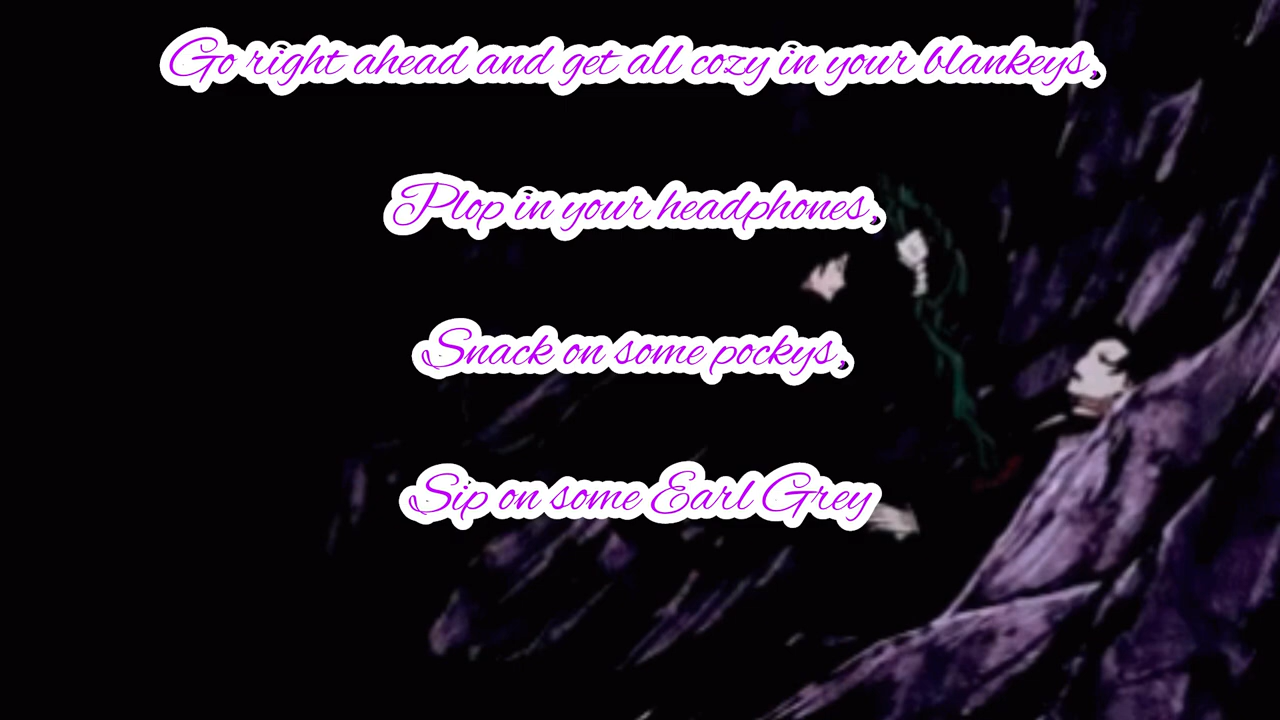 Go right ahead and get all cozy in your blankeys,
Plop in your headphones,
Snack on some pockys,
Sip on some Earl Grey